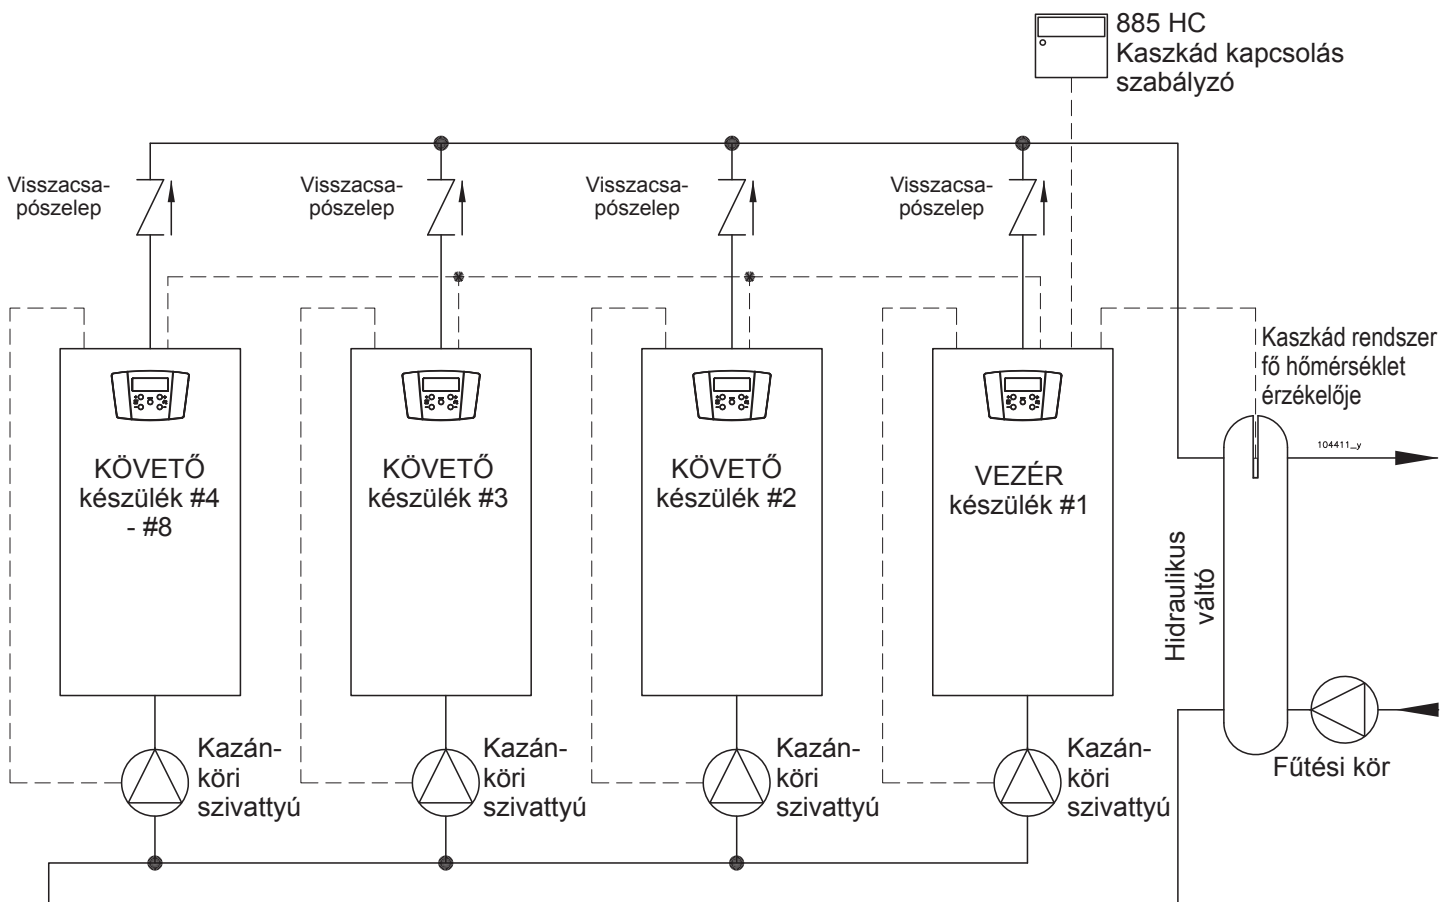 885 HC
Kaszkád kapcsolás
szabályzó
Visszacsa-
pószelep
Visszacsa-
pószelep
Visszacsa-
pószelep
Visszacsa-
pószelep
Kaszkád rendszer
fő hőmérséklet
érzékelője
104411_y
KÖVETŐ
készülék #4
- #8
KÖVETŐ
készülék #3
KÖVETŐ
készülék #2
VEZÉR
készülék #1
Hidraulikus
váltó
Kazán-
köri
szivattyú
Kazán-
köri
szivattyú
Kazán-
köri
szivattyú
Kazán-
köri
szivattyú
Fűtési kör